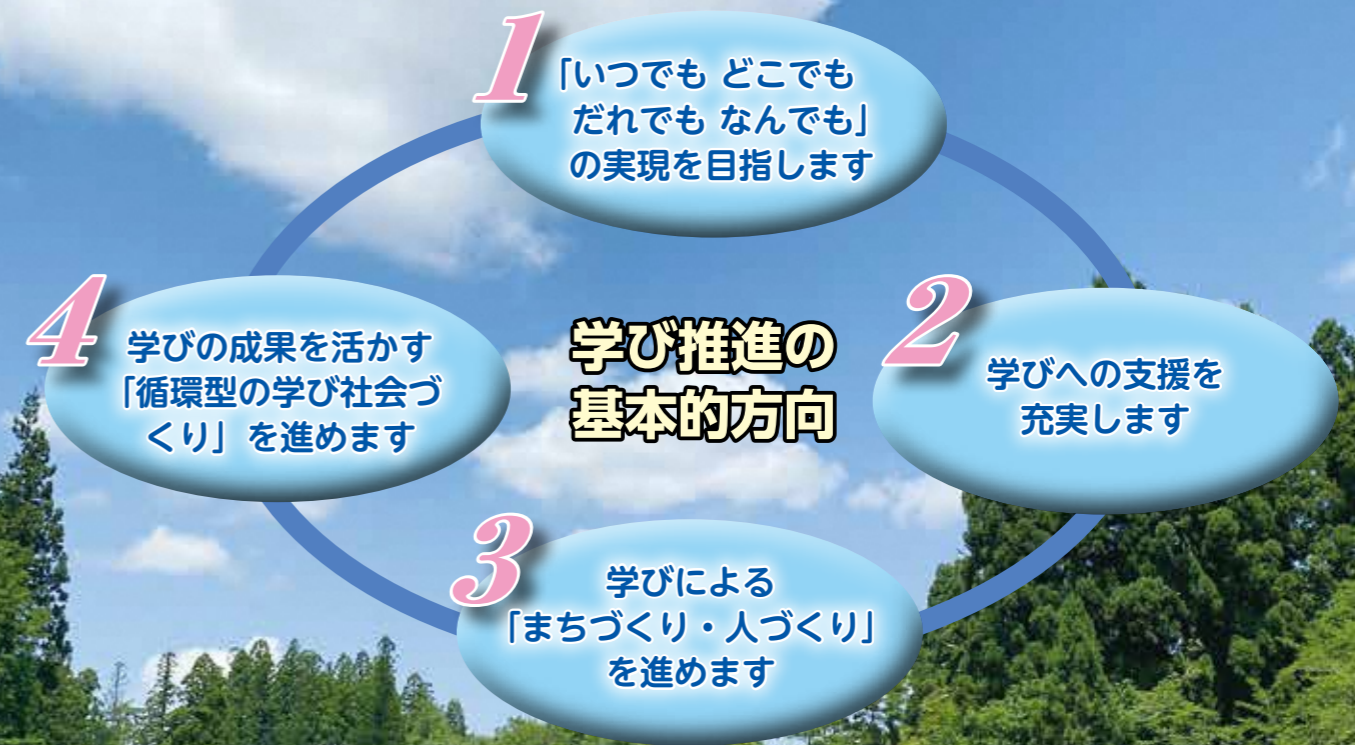 1
「いつでも どこでも
だれでも なんでも」
の実現を目指します
2
学びへの支援を
充実します
3
学びによる
「まちづくり・人づくり」
を進めます
4
学びの成果を活かす
「循環型の学び社会づ
くり」を進めます
学び推進の
基本的方向